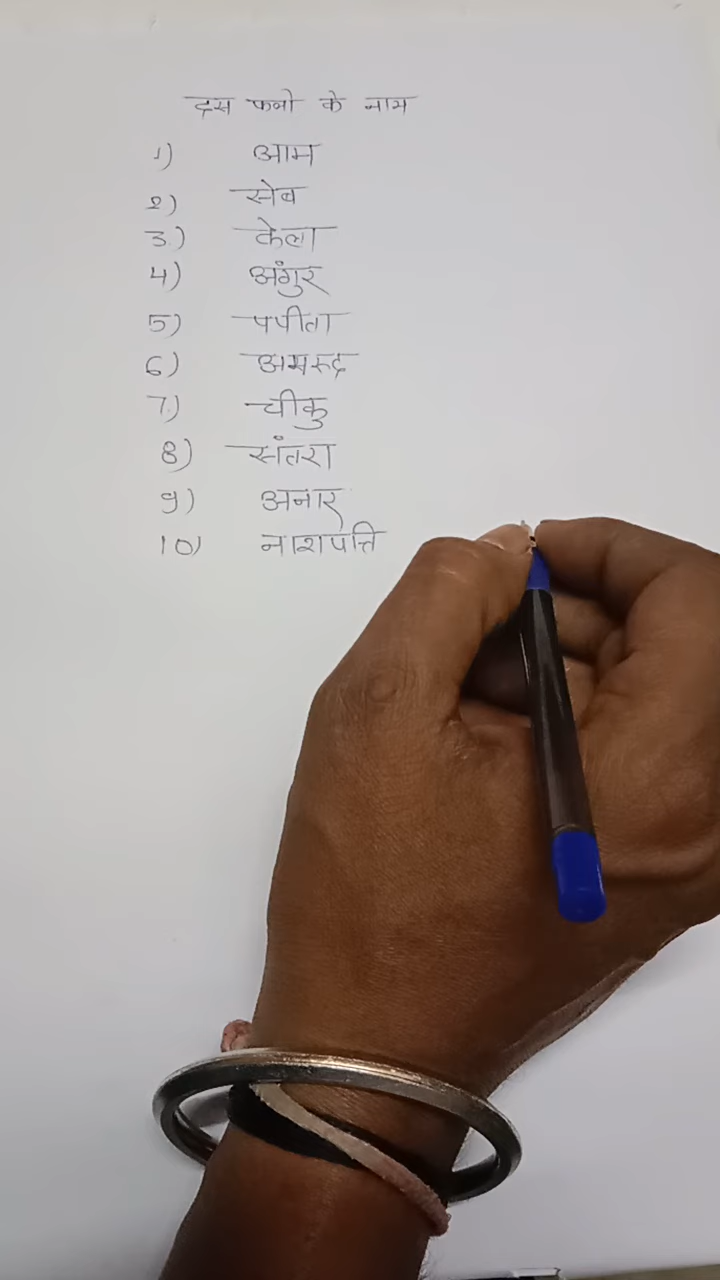 दस फलो के नाम
1) आम
2) सेब
3) केला
4) अंगुर
5) पपीता
6) अमरुद
7) चीकु
8) संतरा
9) अनार
10) नाशपत्ति